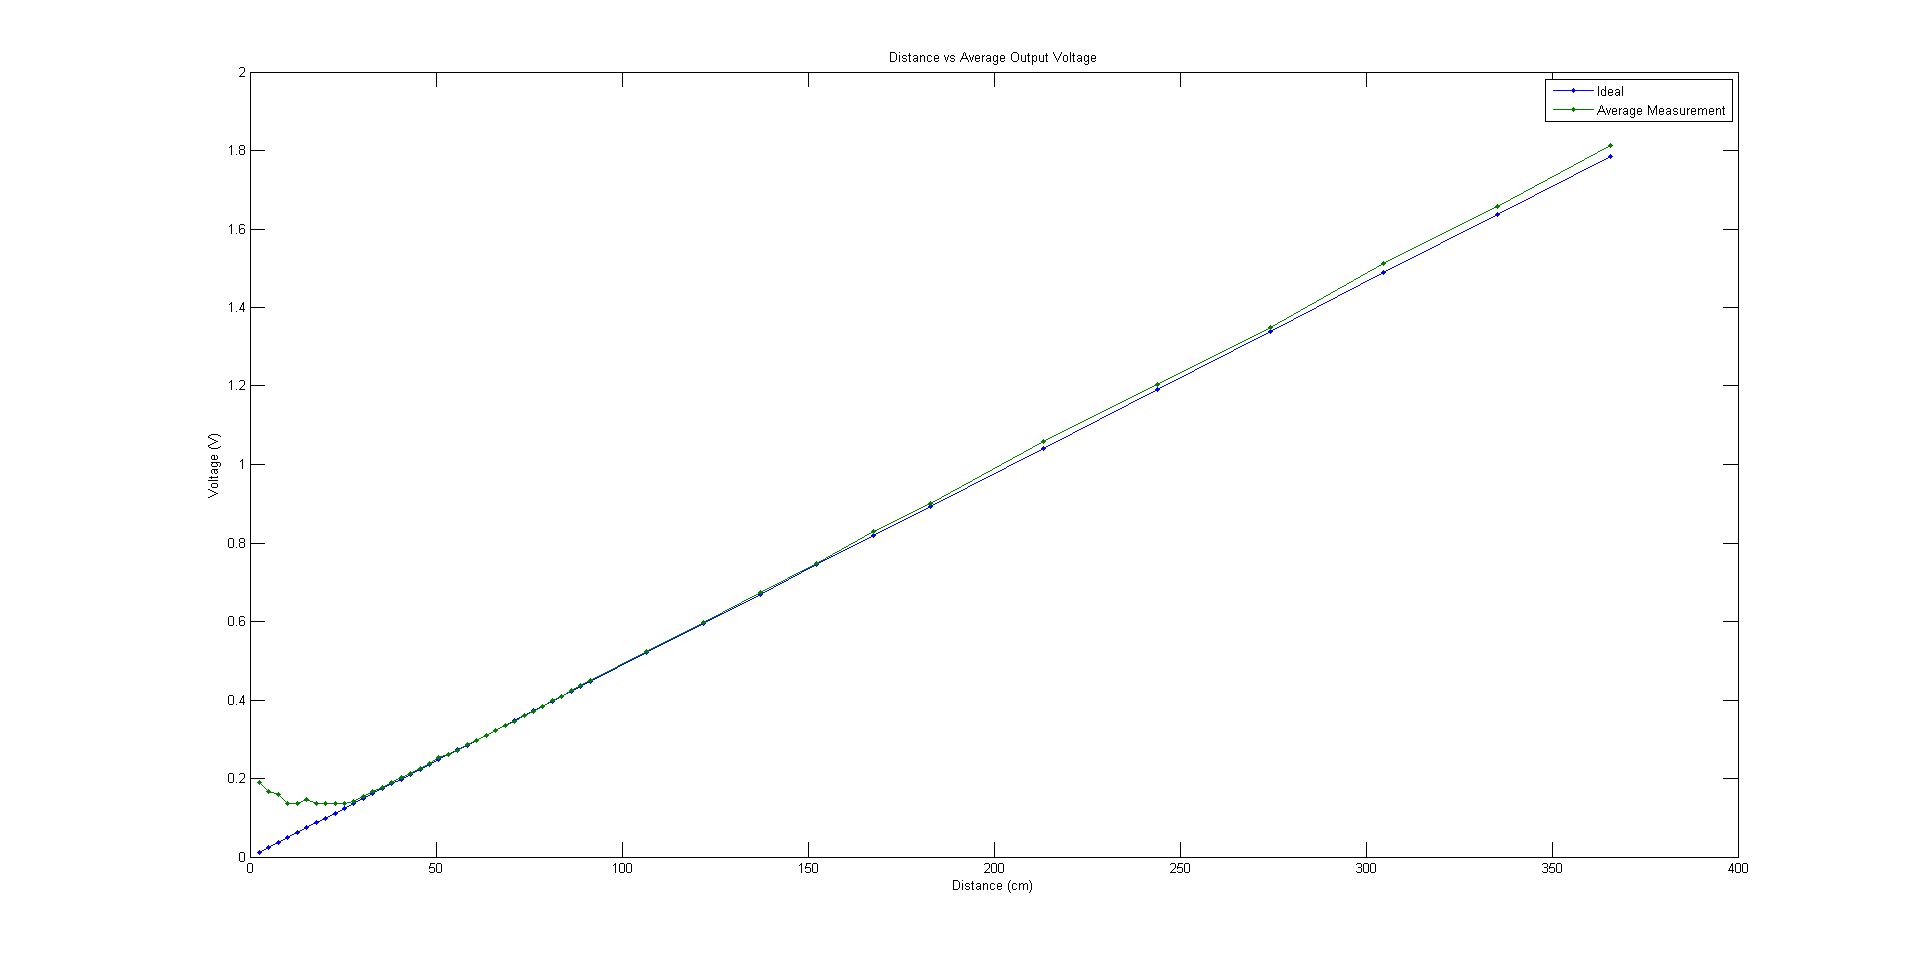 Distance vs Average Output Voltage
Ideal
Average Measurement
2
1.8
1.6
1.4
1.2
1
0.8
0.6
0.4
0.2
0
Voltage (V)
0 50 100 150 200 250 300 350 400
Distance (cm)